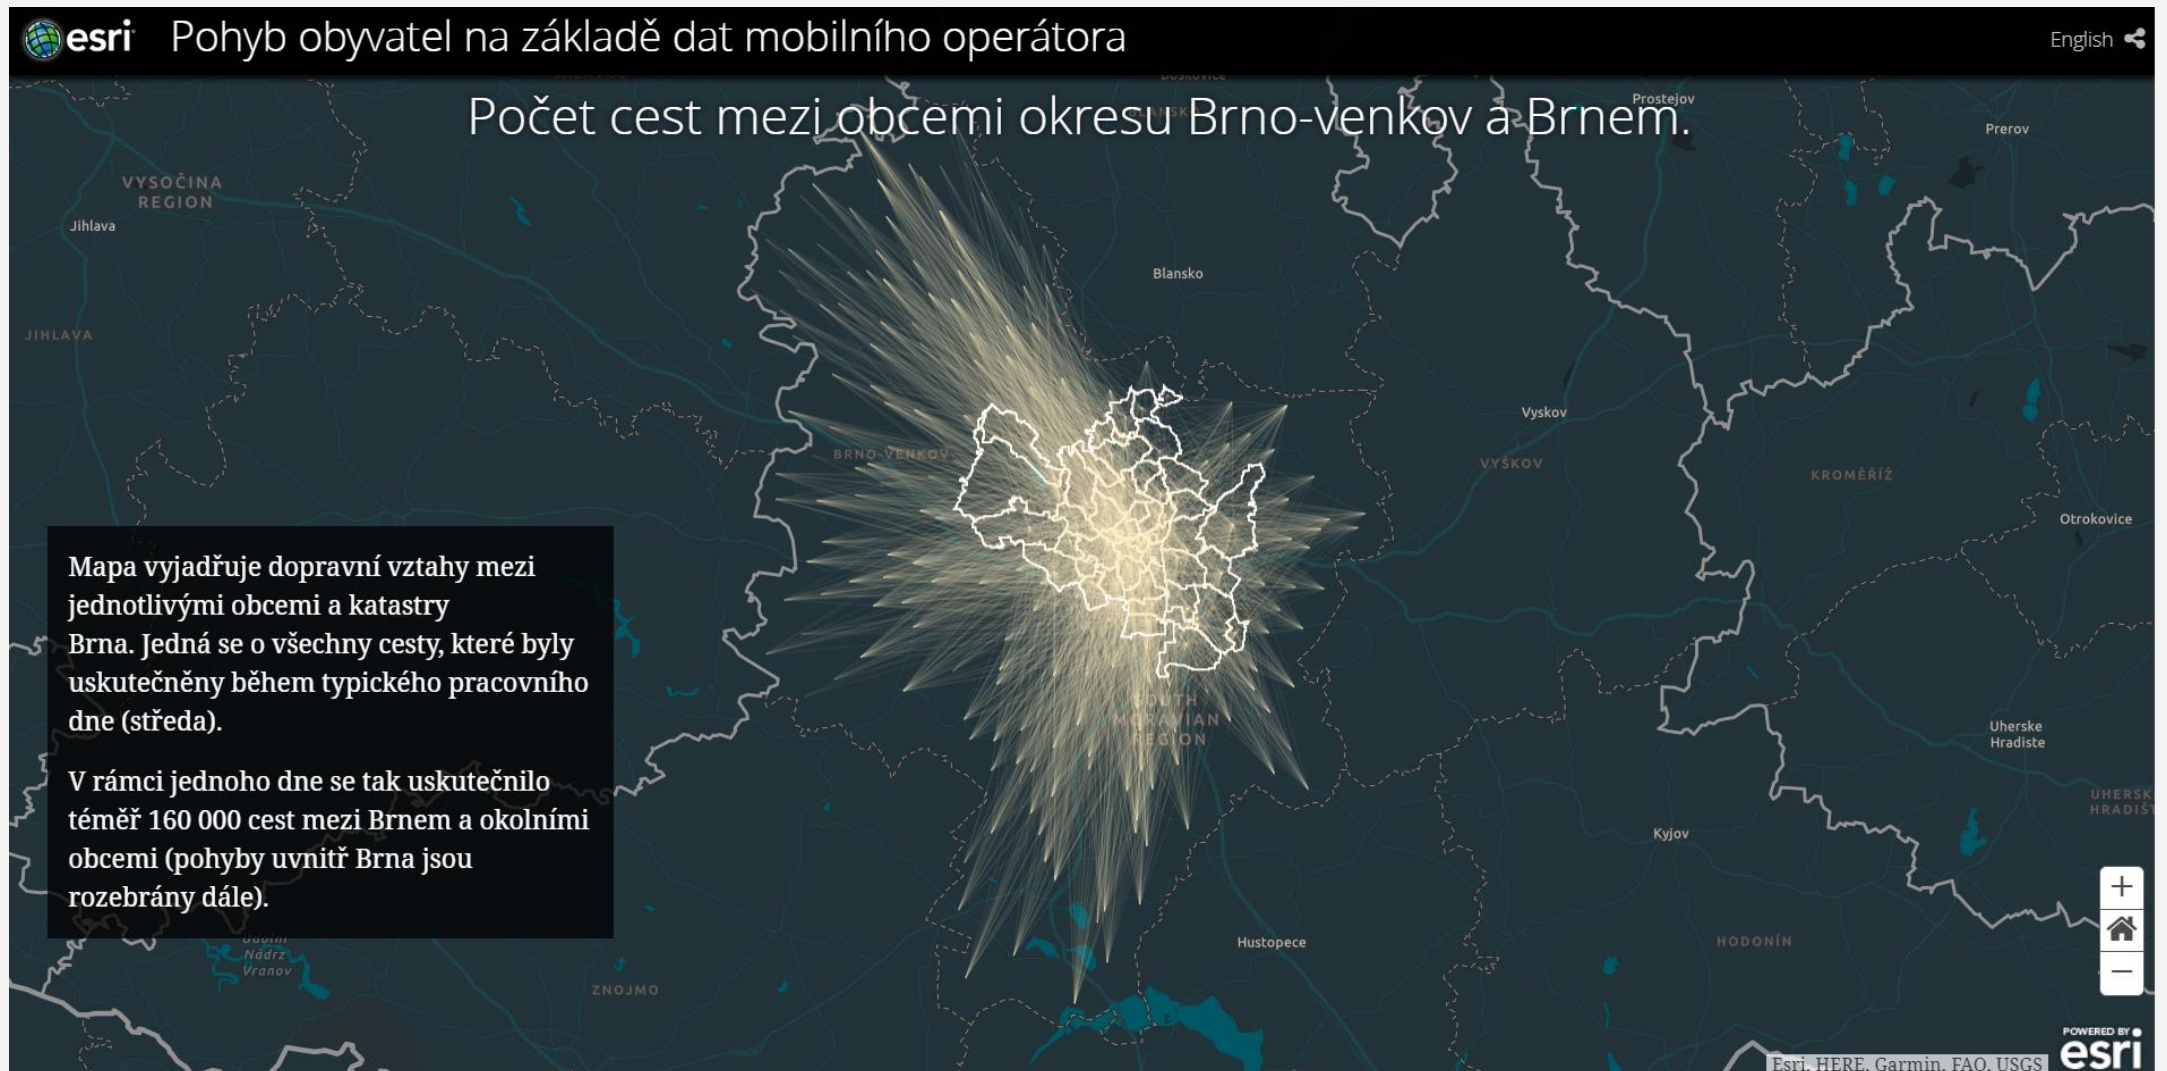 esri Pohyb obyvatel na základě dat mobilního operátora
English
Počet cest mezi obcemi okresu Brno-venkov a Brnem.
Prostejov
Prerov
VYSOČINA
REGION
Jihlava
Blansko
JIHLAVA
Vyskov
BRNO-VENKOV
VYŠKOV
KROMĚŘÍŽ
Otrokovice
Mapa vyjadřuje dopravní vztahy mezi
jednotlivými obcemi a katastry
Brna. Jedná se o všechny cesty, které byly
uskutečněny během typického pracovního
dne (středa).
V rámci jednoho dne se tak uskutečnilo
téměř 160 000 cest mezi Brnem a okolními
obcemi (pohyby uvnitř Brna jsou
rozebrány dále).
SOUTH
MORAVIAN
REGION
Uherske
Hradiste
Kyjov
Nádrz
Vranov
Hustopece
HODONÍN
ZNOJMO
POWERED BY
esri
Esri, HERE, Garmin, FAO, USGS